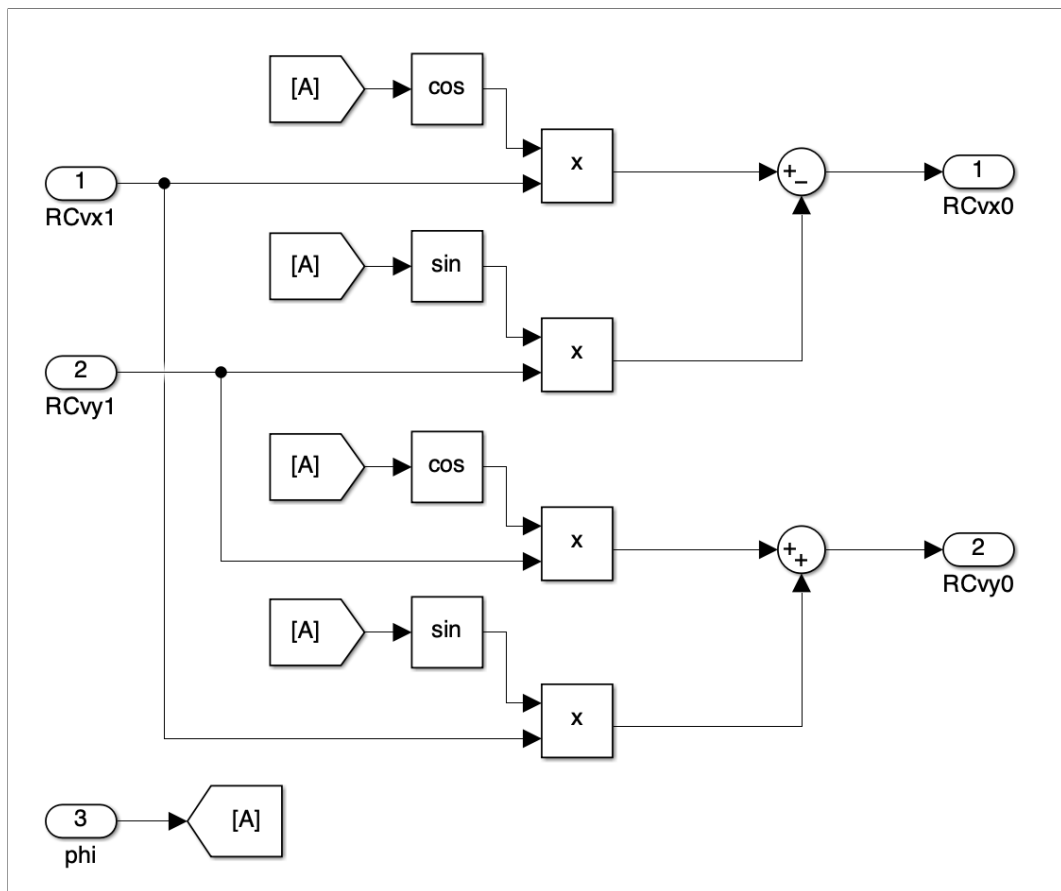 [A]
cos
x
1
RCvx1
+
–
1
RCvx0
[A]
sin
x
2
RCvy1
[A]
cos
x
+
+
2
RCvy0
[A]
sin
x
3
phi
[A]